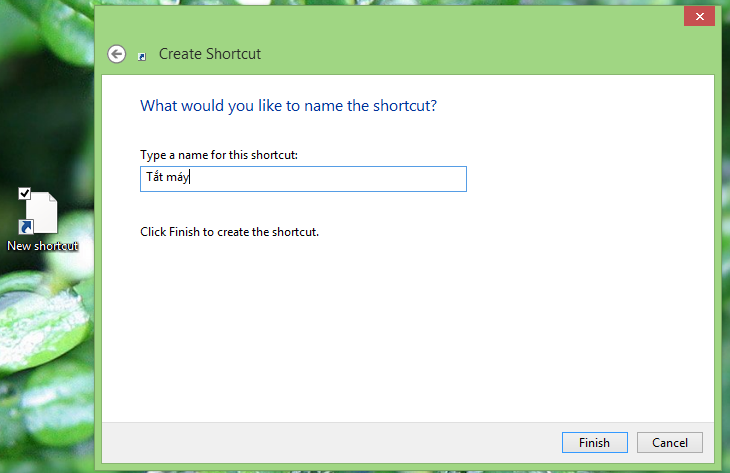 Create Shortcut
What would you like to name the shortcut?
Type a name for this shortcut:
Tắt máy
New shortcut
Click Finish to create the shortcut.
Finish
Cancel